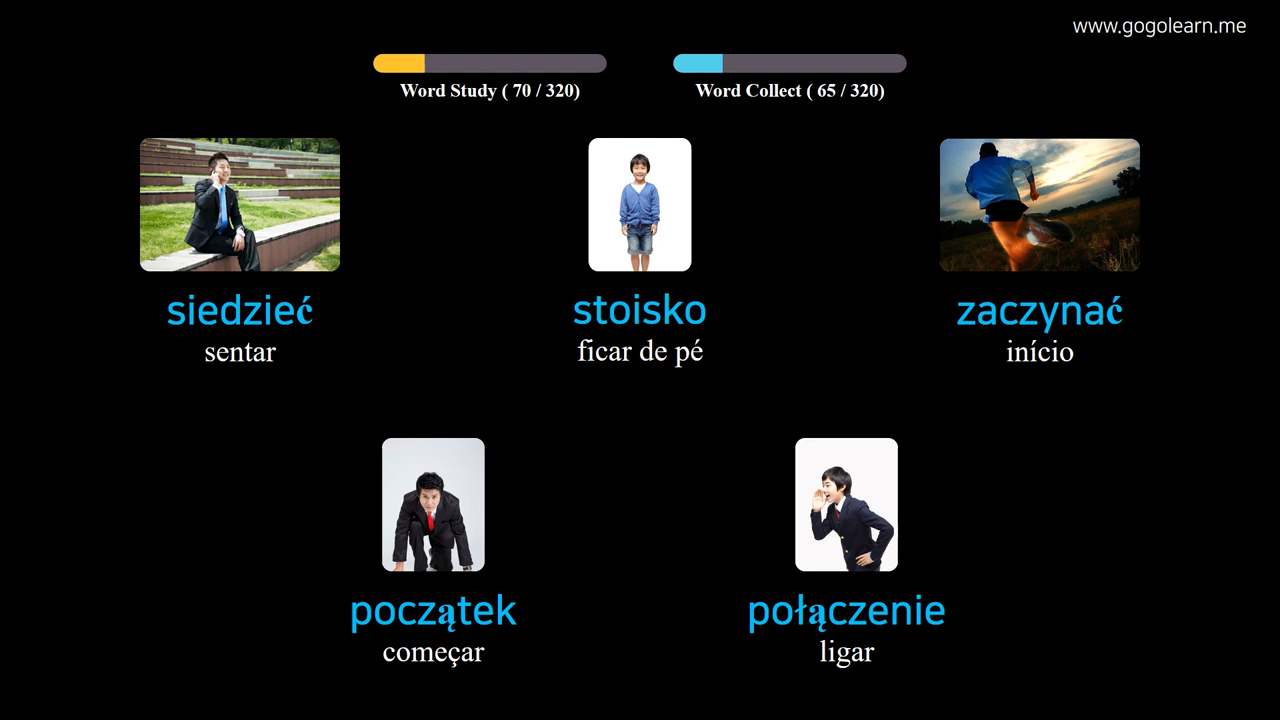 www.gogolearn.me
Word Study ( 70 / 320)
Word Collect ( 65 / 320)
siedzieć
sentar
stoisko
ficar de pé
zaczynać
início
początek
começar
połączenie
ligar